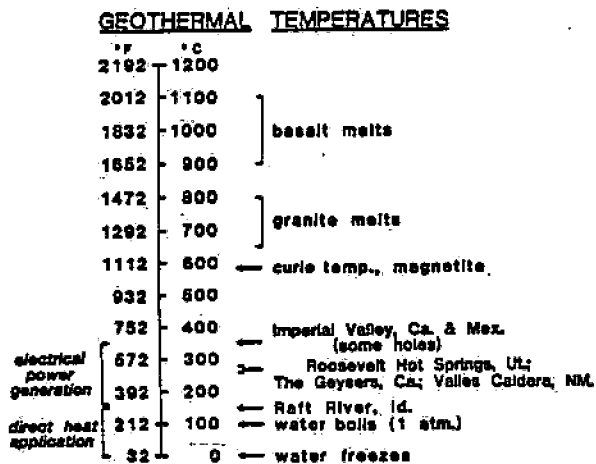 GEOTHERMAL TEMPERATURES
°F °C
2192 1200
2012 1100
1832 1000 basalt melts
1652 900
1472 800
granite melts
1292 700
1112 600 curie temp., magnetite
932 500
752 400 Imperial Valley, Ca. & Mex.
(some holes)
electrical 572 300 Roosevelt Hot Springs, Ut.;
power The Geysers, Ca.; Valles Caldera, NM.
generation 392 200
Raft River, Id.
direct heat 212 100 water boils (1 atm.)
application
32 0 water freezes